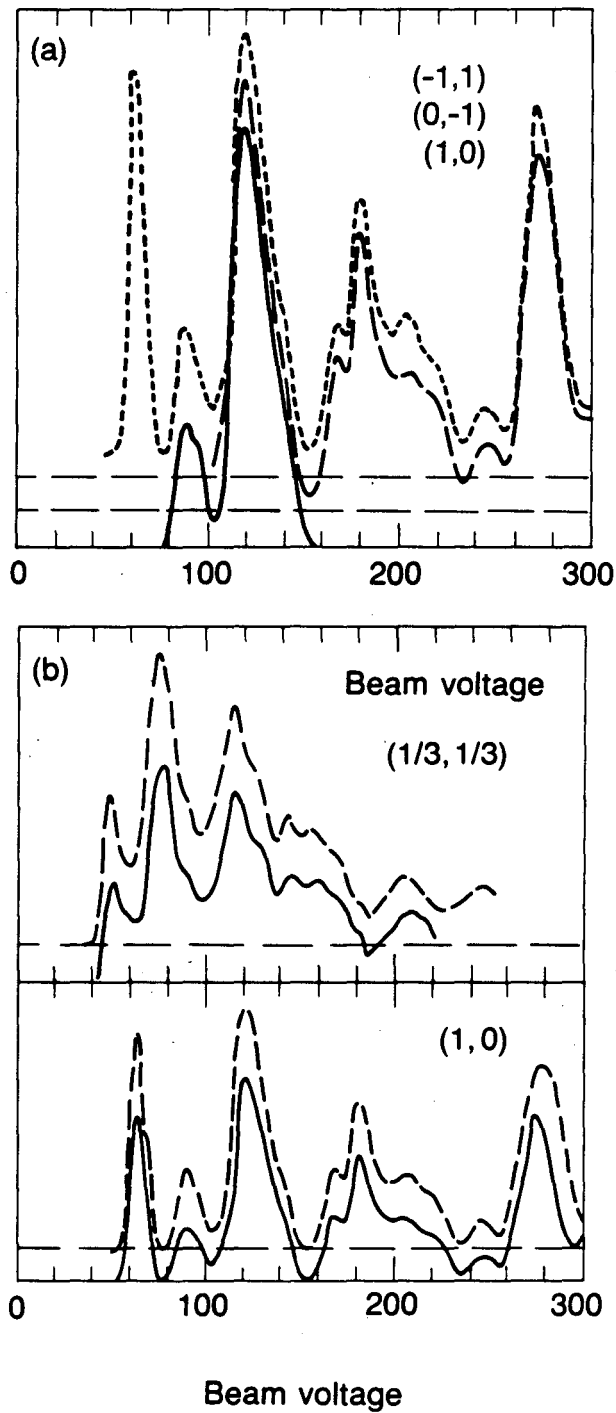 (a)
(-1,1)
(0,-1)
(1,0)
0 100 200 300
(b)
Beam voltage
(1/3, 1/3)
(1,0)
0 100 200 300
Beam voltage